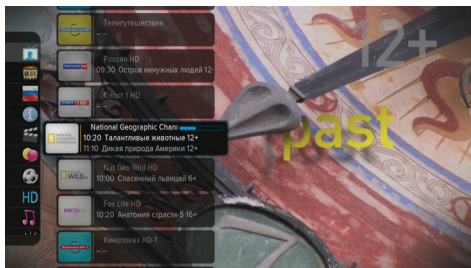 Телепутешествия
--:--
12+
Россия HD
09:30 Остров ненужных людей 12-
Спорт 1 HD
--:--
National Geographic Chann
10:20 Талантливые животные 12+
11:10 Дикая природа Америки 12+
past
Nat Geo Wild HD
10:00 Спасенный львицей 6+
HD
Fox Life HD
10:20 Анатомия страсти-5 16+
Кинопоказ HD-1
--:--